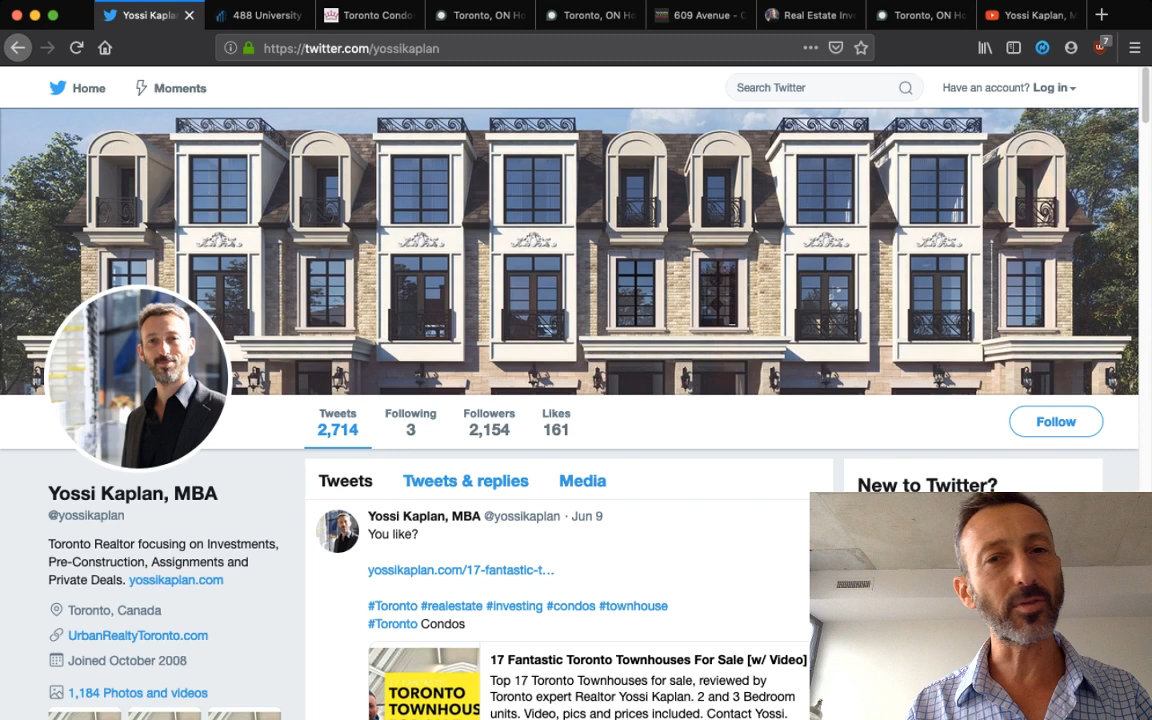 Yossi Kapla
488 University
Toronto Condo
Toronto, ON Ho
Toronto, ON Ho
609 Avenue - C
Real Estate Inv
Toronto, ON Ho
Yossi Kaplan, M
https://twitter.com/yossikaplan
7
Home
Moments
Search Twitter
Have an account? Log in
Tweets
2,714
Following
3
Followers
2,154
Likes
161
Follow
Yossi Kaplan, MBA
@yossikaplan
Toronto Realtor focusing on Investments,
Pre-Construction, Assignments and
Private Deals. yossikaplan.com
Toronto, Canada
UrbanRealtyToronto.com
Joined October 2008
1,184 Photos and videos
Tweets
Tweets & replies
Media
Yossi Kaplan, MBA @yossikaplan · Jun 9
You like?
yossikaplan.com/17-fantastic-t…
#Toronto #realestate #investing #condos #townhouse
#Toronto Condos
TORONTO
TOWNHOUS
17 Fantastic Toronto Townhouses For Sale [w/ Video]
Top 17 Toronto Townhouses for sale, reviewed by
Toronto expert Realtor Yossi Kaplan. 2 and 3 Bedroom
units. Video, pics and prices included. Contact Yossi.
New to Twitter?